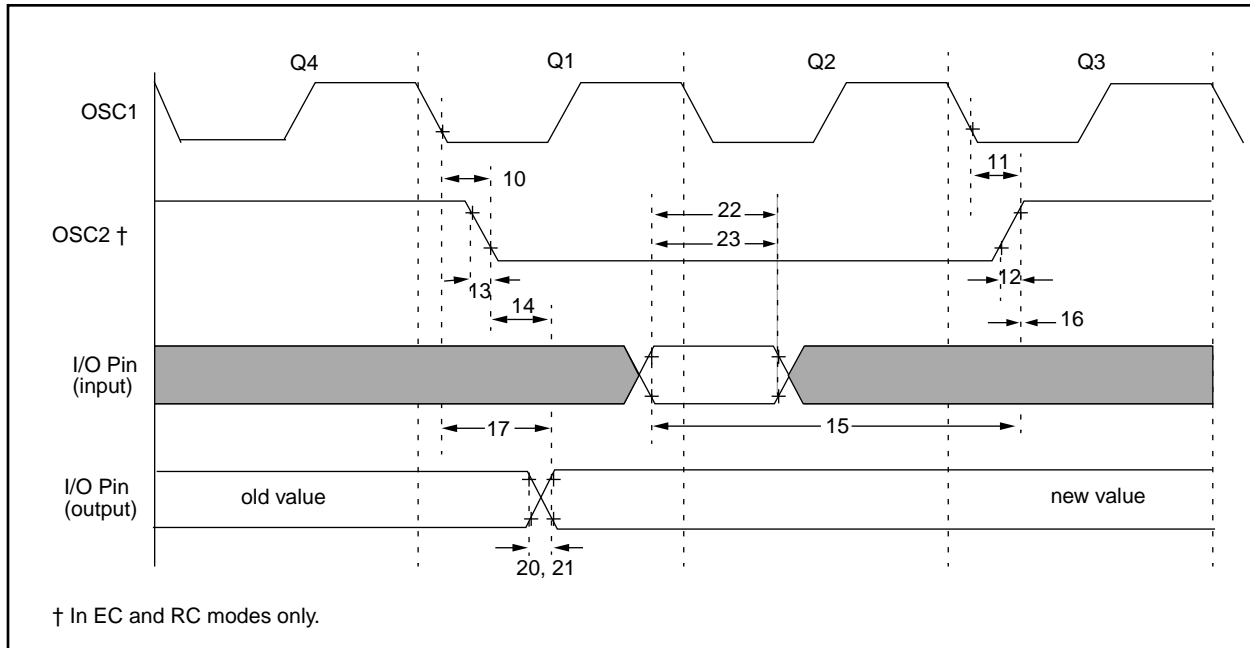 Q4
Q1
Q2
Q3
OSC1
10
11
22
OSC2 †
23
13
12
14
16
I/O Pin
(input)
17
15
I/O Pin
(output)
old value
new value
20, 21
† In EC and RC modes only.